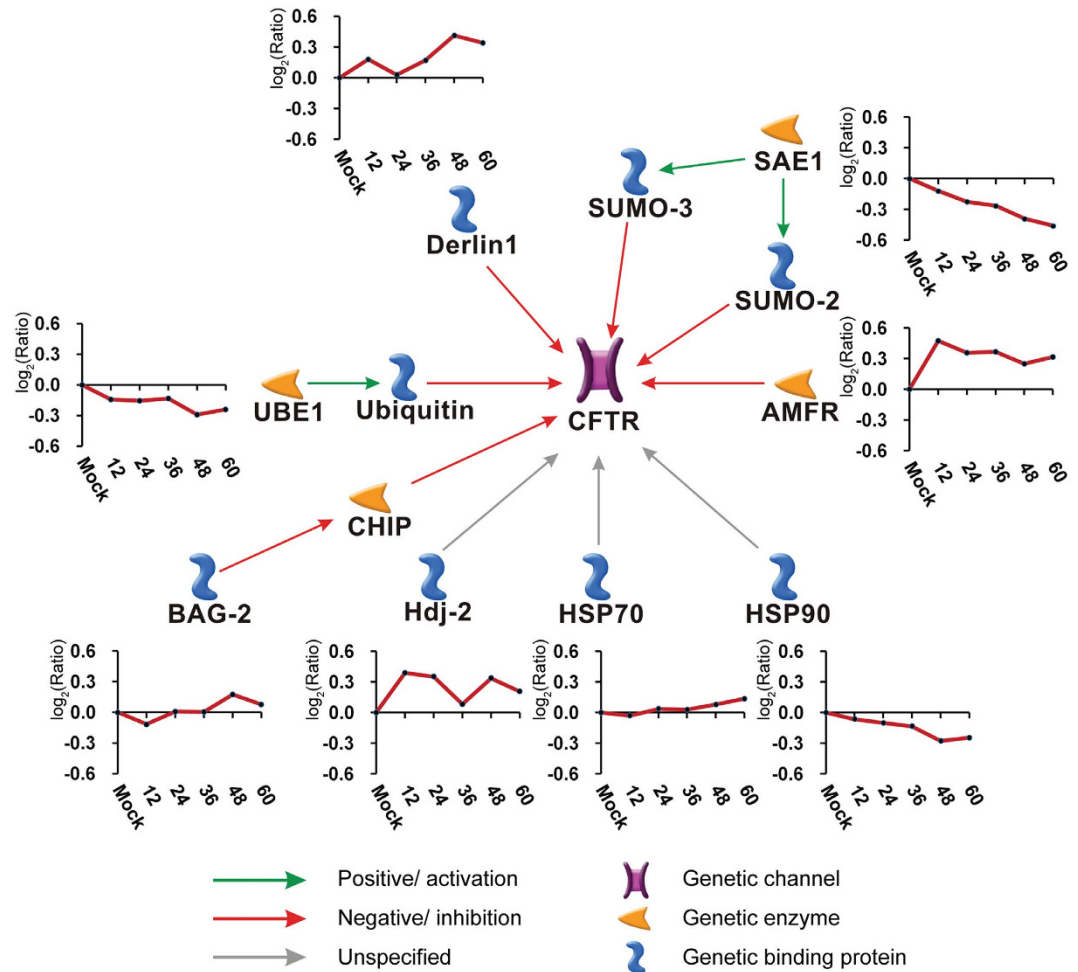 log2(Ratio)
0.6
0.3
0.0
-0.3
-0.6
Mock
12
24
36
48
60
Derlin1
SUMO-3
SAE1
SUMO-2
log2(Ratio)
0.6
0.3
0.0
-0.3
-0.6
Mock
12
24
36
48
60
log2(Ratio)
0.6
0.3
0.0
-0.3
-0.6
Mock
12
24
36
48
60
UBE1
Ubiquitin
CFTR
AMFR
log2(Ratio)
0.6
0.3
0.0
-0.3
-0.6
Mock
12
24
36
48
60
CHIP
BAG-2
Hdj-2
HSP70
HSP90
log2(Ratio)
0.6
0.3
0.0
-0.3
-0.6
Mock
12
24
36
48
60
log2(Ratio)
0.6
0.3
0.0
-0.3
-0.6
Mock
12
24
36
48
60
log2(Ratio)
0.6
0.3
0.0
-0.3
-0.6
Mock
12
24
36
48
60
log2(Ratio)
0.6
0.3
0.0
-0.3
-0.6
Mock
12
24
36
48
60
Positive/ activation
Genetic channel
Negative/ inhibition
Genetic enzyme
Unspecified
Genetic binding protein